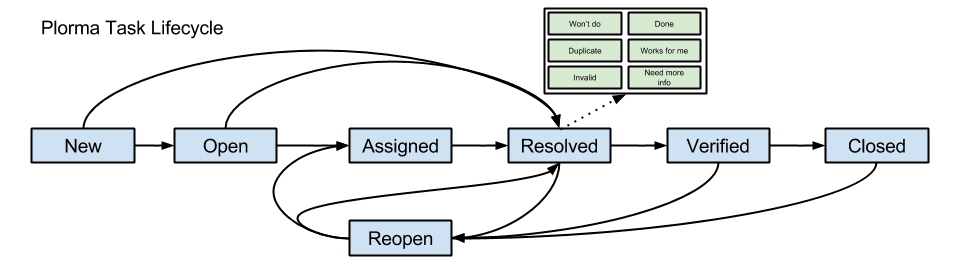 Plorma Task Lifecycle
Won't do
Done
Duplicate
Works for me
Invalid
Need more
info
New
Open
Assigned
Resolved
Verified
Closed
Reopen